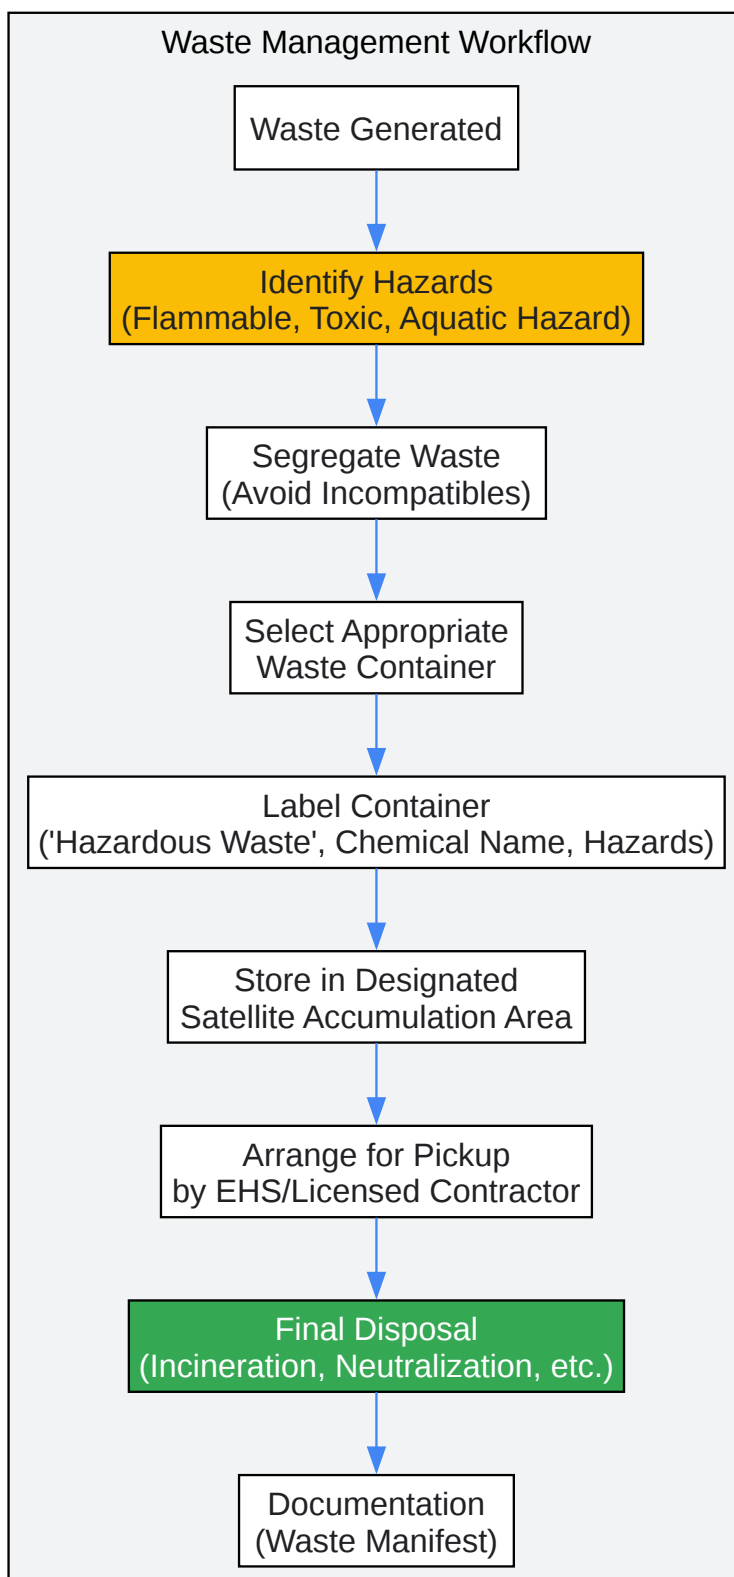 Waste Management Workflow
Waste Generated
Identify Hazards
(Flammable, Toxic, Aquatic Hazard)
Segregate Waste
(Avoid Incompatibles)
Select Appropriate
Waste Container
Label Container
('Hazardous Waste', Chemical Name, Hazards)
Store in Designated
Satellite Accumulation Area
Arrange for Pickup
by EHS/Licensed Contractor
Final Disposal
(Incineration, Neutralization, etc.)
Documentation
(Waste Manifest)